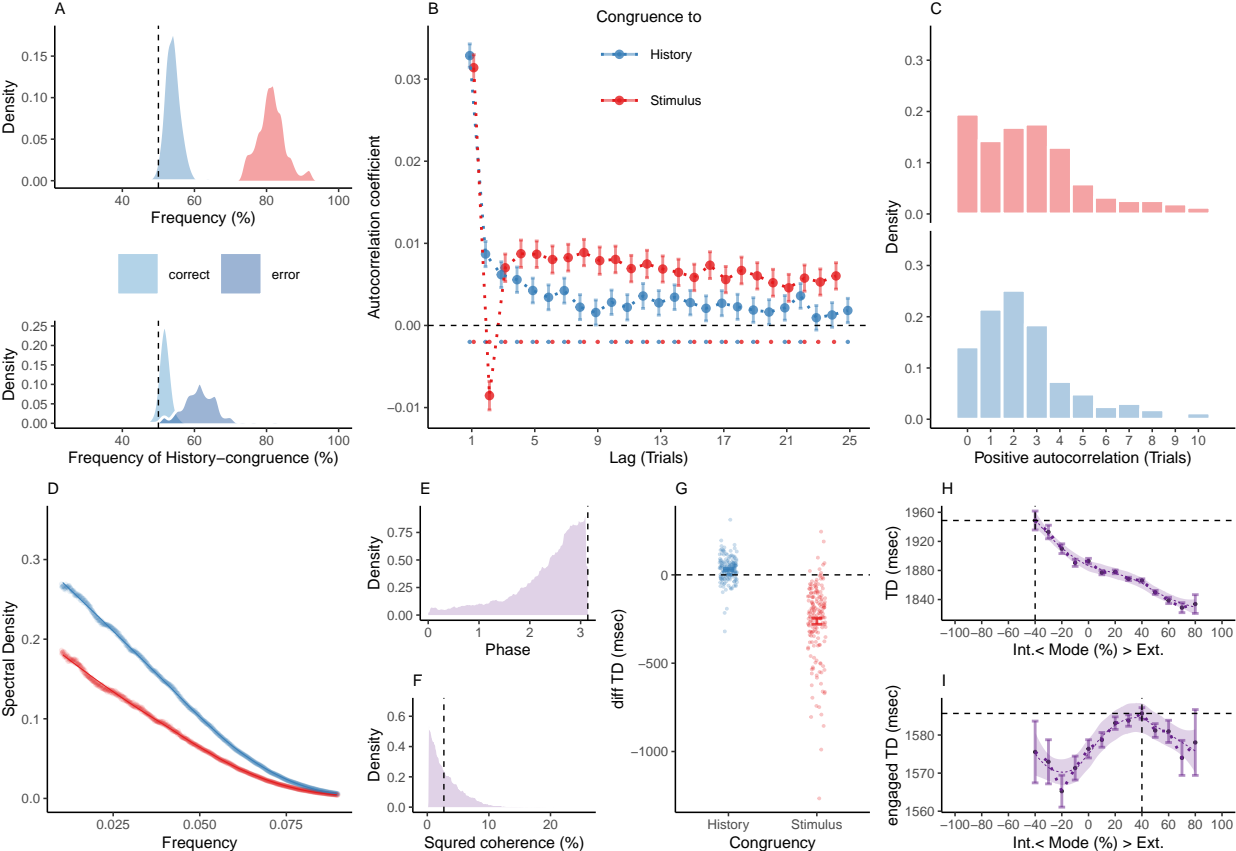 A
Density
0.15
0.10
0.05
0.00
40 60 80 100
Frequency (%)
correct
error
Density
0.25
0.20
0.15
0.10
0.05
0.00
40 60 80 100
Frequency of History−congruence (%)
B
Congruence to
History
Stimulus
Autocorrelation coefficient
0.03
0.02
0.01
0.00
−0.01
1 5 9 13 17 21 25
Lag (Trials)
C
Density
0.3
0.2
0.1
0.0
0.3
0.2
0.1
0.0
0 1 2 3 4 5 6 7 8 9 10
Positive autocorrelation (Trials)
D
Spectral Density
0.3
0.2
0.1
0.0
0.025 0.050 0.075
Frequency
E
Density
0.75
0.50
0.25
0.00
0 1 2 3
Phase
F
Density
0.6
0.4
0.2
0.0
0 10 20
Squred coherence (%)
G
diff TD (msec)
0
−500
−1000
History Stimulus
Congruency
H
TD (msec)
1960
1920
1880
1840
−100−80 −60 −40 −20 0 20 40 60 80 100
Int.< Mode (%) > Ext.
I
engaged TD (msec)
1580
1570
1560
−100−80 −60 −40 −20 0 20 40 60 80 100
Int.< Mode (%) > Ext.